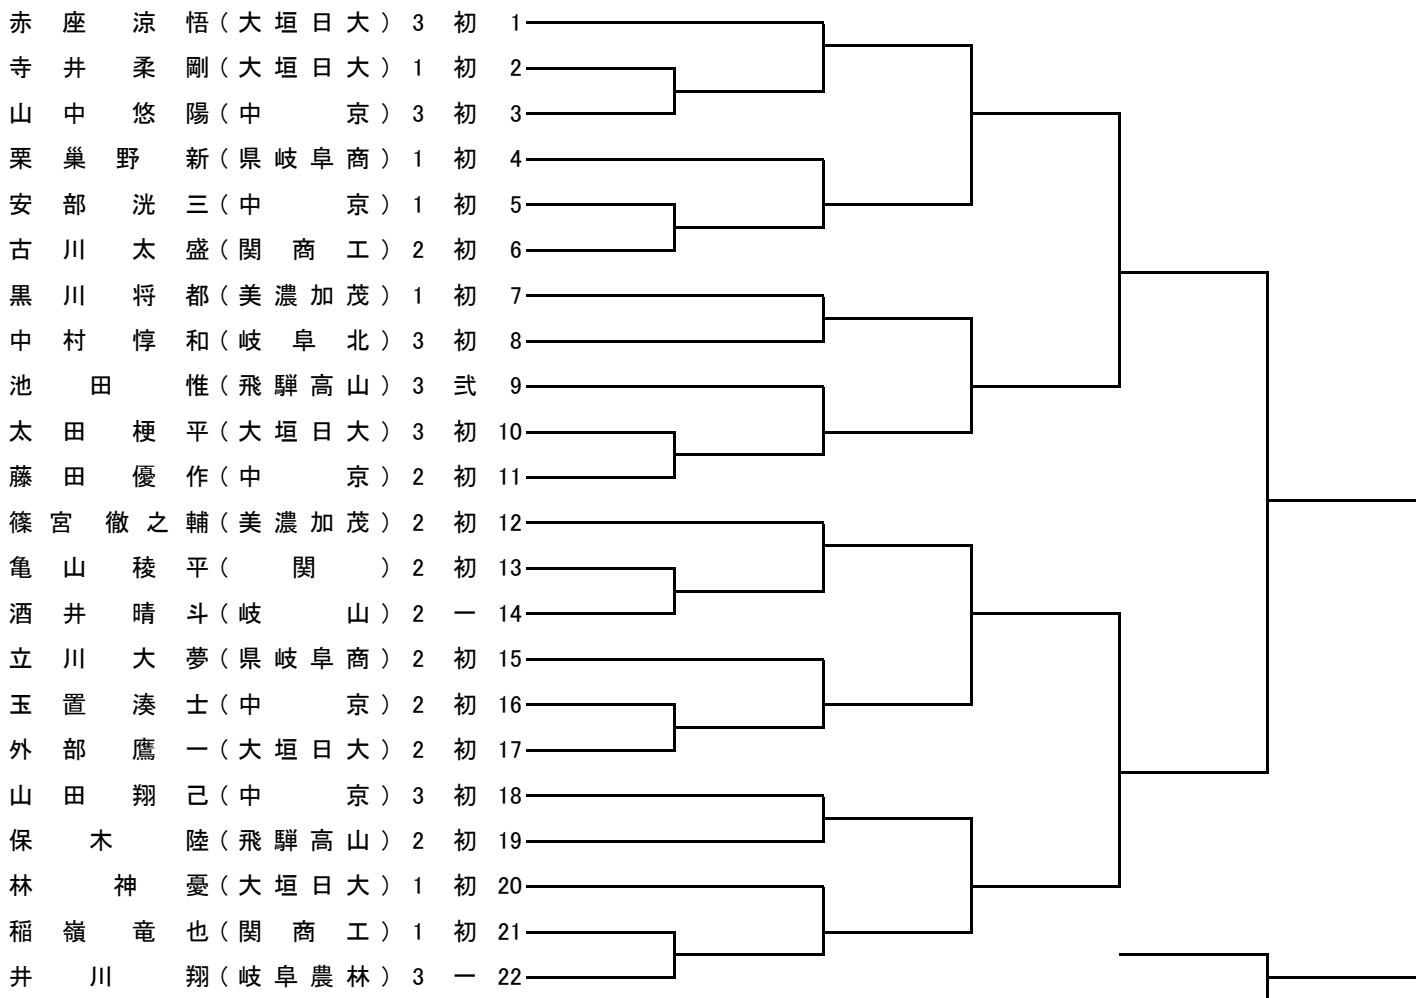 赤座涼悟(大垣日大) 3 初 1
寺井柔剛(大垣日大) 1 初 2
山中悠陽(中京) 3 初 3
栗巣野新(県岐阜商) 1 初 4
安部洸三(中京) 1 初 5
古川太盛(関商工) 2 初 6
黒川将都(美濃加茂) 1 初 7
中村惇和(岐阜北) 3 初 8
池田惟(飛騨高山) 3 弐 9
太田梗平(大垣日大) 3 初 10
藤田優作(中京) 2 初 11
篠宮徹之輔(美濃加茂) 2 初 12
亀山稜平(関) 2 初 13
酒井晴斗(岐山) 2 一 14
立川大夢(県岐阜商) 2 初 15
玉置湊士(中京) 2 初 16
外部鷹一(大垣日大) 2 初 17
山田翔己(中京) 3 初 18
保木陸(飛騨高山) 2 初 19
林神憂(大垣日大) 1 初 20
稲嶺竜也(関商工) 1 初 21
井川翔(岐阜農林) 3 一 22